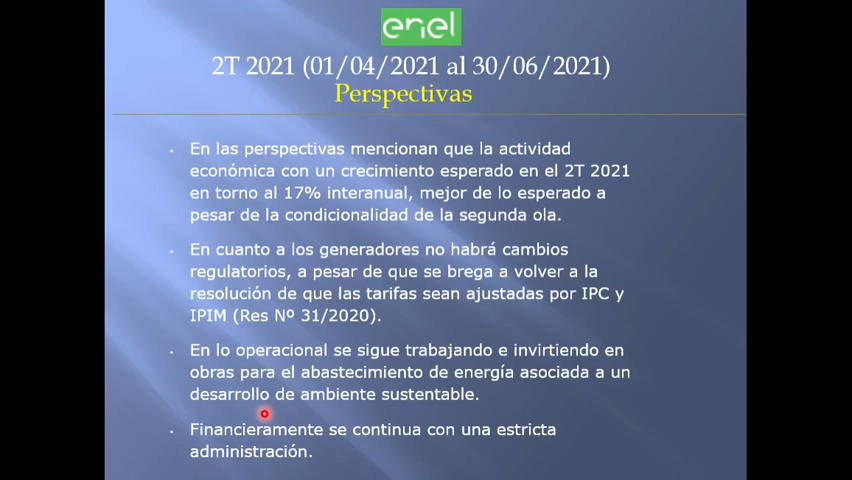 enel
2T 2021 (01/04/2021 al 30/06/2021)
Perspectivas
En las perspectivas mencionan que la actividad
económica con un crecimiento esperado en el 2T 2021
en torno al 17% interanual, mejor de lo esperado a
pesar de la condicionalidad de la segunda ola.
En cuanto a los generadores no habrá cambios
regulatorios, a pesar de que se brega a volver a la
resolución de que las tarifas sean ajustadas por IPC y
IPIM (Res Nº 31/2020).
En lo operacional se sigue trabajando e invirtiendo en
obras para el abastecimiento de energía asociada a un
desarrollo de ambiente sustentable.
Financieramente se continua con una estricta
administración.